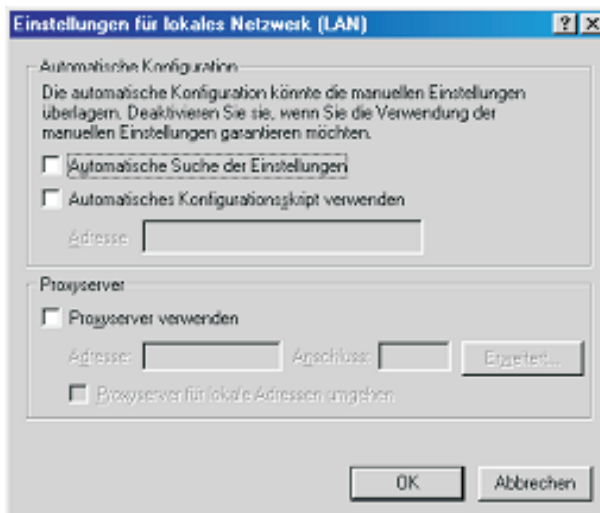 Einstellungen für lokales Netzwerk (LAN)
Automatische Konfiguration
Die automatische Konfiguration könnte die manuellen Einstellungen
überlagern. Deaktivieren Sie sie, wenn Sie die Verwendung der
manuellen Einstellungen garantieren möchten.
Automatische Suche der Einstellungen
Automatisches Konfigurationsskript verwenden
Adresse
Proxyserver
Proxyserver verwenden
Adresse: Anschluss: Erweitert...
Proxyserver für lokale Adressen umgehen
OK Abbrechen